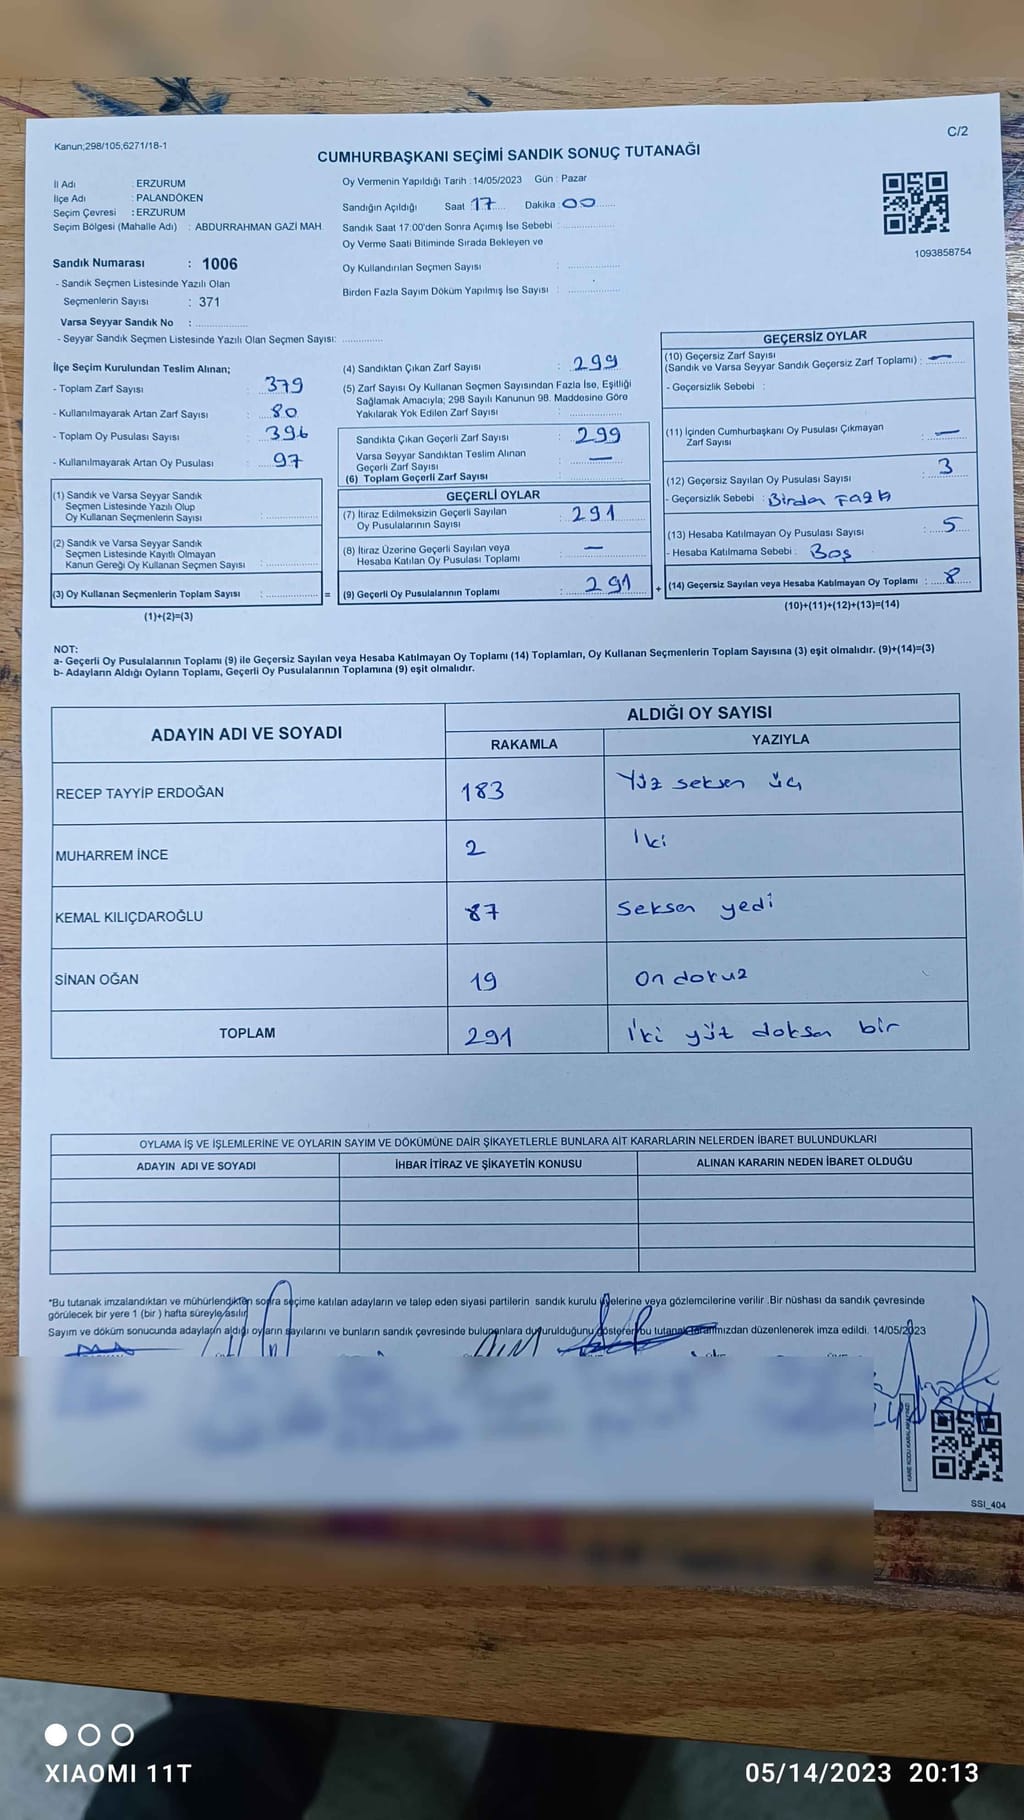 Kanun;298/105,6271/18-1
C/2
CUMHURBAŞKANI SEÇİMİ SANDIK SONUÇ TUTANAĞI
İl Adı : ERZURUM
İlçe Adı : PALANDÖKEN
Seçim Çevresi : ERZURUM
Seçim Bölgesi (Mahalle Adı) : ABDURRAHMAN GAZİ MAH.
Oy Vermenin Yapıldığı Tarih : 14/05/2023 Gün : Pazar
Sandığın Açıldığı Saat 17 Dakika : 00
Sandık Saat 17.00'den Sonra Açımış İse Sebebi :
Oy Verme Saati Bitiminde Sırada Bekleyen ve
Oy Kullandırılan Seçmen Sayısı :
Birden Fazla Sayım Döküm Yapılmış İse Sayısı :
1093858754
Sandık Numarası : 1006
- Sandık Seçmen Listesinde Yazılı Olan
Seçmenlerin Sayısı : 371
Varsa Seyyar Sandık No :
- Seyyar Sandık Seçmen Listesinde Yazılı Olan Seçmen Sayısı:
İlçe Seçim Kurulundan Teslim Alınan;
- Toplam Zarf Sayısı : 379
- Kullanılmayarak Artan Zarf Sayısı : 80
- Toplam Oy Pusulası Sayısı : 396
- Kullanılmayarak Artan Oy Pusulası : 97
(1) Sandık ve Varsa Seyyar Sandık
Seçmen Listesinde Yazılı Olup
Oy Kullanan Seçmenlerin Sayısı :
(2) Sandık ve Varsa Seyyar Sandık
Seçmen Listesinde Kayıtlı Olmayan
Kanun Gereği Oy Kullanan Seçmen Sayısı :
(3) Oy Kullanan Seçmenlerin Toplam Sayısı : =
(1)+(2)=(3)
(4) Sandıktan Çıkan Zarf Sayısı : 299
(5) Zarf Sayısı Oy Kullanan Seçmen Sayısından Fazla İse, Eşitliği
Sağlamak Amacıyla; 298 Sayılı Kanunun 98. Maddesine Göre
Yakılarak Yok Edilen Zarf Sayısı :
Sandıkta Çıkan Geçerli Zarf Sayısı : 299
Varsa Seyyar Sandıktan Teslim Alınan
Geçerli Zarf Sayısı : —
(6) Toplam Geçerli Zarf Sayısı :
GEÇERLİ OYLAR
(7) İtiraz Edilmeksizin Geçerli Sayılan
Oy Pusulalarının Sayısı : 291
(8) İtiraz Üzerine Geçerli Sayılan veya
Hesaba Katılan Oy Pusulası Toplamı : —
(9) Geçerli Oy Pusulalarının Toplamı : 291 +
GEÇERSİZ OYLAR
(10) Geçersiz Zarf Sayısı
(Sandık ve Varsa Seyyar Sandık Geçersiz Zarf Toplamı) : —
- Geçersizlik Sebebi :
(11) İçinden Cumhurbaşkanı Oy Pusulası Çıkmayan
Zarf Sayısı : —
(12) Geçersiz Sayılan Oy Pusulası Sayısı : 3
- Geçersizlik Sebebi : Birden Fazla
(13) Hesaba Katılmayan Oy Pusulası Sayısı : 5
- Hesaba Katılmama Sebebi : Boş
(14) Geçersiz Sayılan veya Hesaba Katılmayan Oy Toplamı : 8
(10)+(11)+(12)+(13)=(14)
NOT:
a- Geçerli Oy Pusulalarının Toplamı (9) ile Geçersiz Sayılan veya Hesaba Katılmayan Oy Toplamı (14) Toplamları, Oy Kullanan Seçmenlerin Toplam Sayısına (3) eşit olmalıdır. (9)+(14)=(3)
b- Adayların Aldığı Oyların Toplamı, Geçerli Oy Pusulalarının Toplamına (9) eşit olmalıdır.
ADAYIN ADI VE SOYADI
ALDIĞI OY SAYISI
RAKAMLA YAZIYLA
RECEP TAYYİP ERDOĞAN 183 Yüz seksen üç
MUHARREM İNCE 2 İki
KEMAL KILIÇDAROĞLU 87 Seksen yedi
SİNAN OĞAN 19 On dokuz
TOPLAM 291 İki yüz doksan bir
OYLAMA İŞ VE İŞLEMLERİNE VE OYLARIN SAYIM VE DÖKÜMÜNE DAİR ŞİKAYETLERLE BUNLARA AİT KARARLARIN NELERDEN İBARET BULUNDUKLARI
ADAYIN ADI VE SOYADI İHBAR İTİRAZ VE ŞİKAYETİN KONUSU ALINAN KARARIN NEDEN İBARET OLDUĞU
*Bu tutanak imzalandıktan ve mühürlendikten sonra seçime katılan adayların ve talep eden siyasi partilerin sandık kurulu üyelerine veya gözlemcilerine verilir. Bir nüshası da sandık çevresinde
görülecek bir yere 1 (bir ) hafta süreyle asılır.
Sayım ve döküm sonucunda adayların aldığı oyların sayılarını ve bunların sandık çevresinde bulunanlara duyurulduğunu gösteren bu tutanak tarafımızdan düzenlenerek imza edildi. 14/05/2023
SSI_404
XIAOMI 11T
05/14/2023 20:13